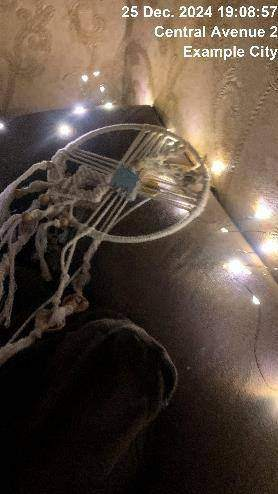 25 Dec. 2024 19:08:57
Central Avenue 2
Example City